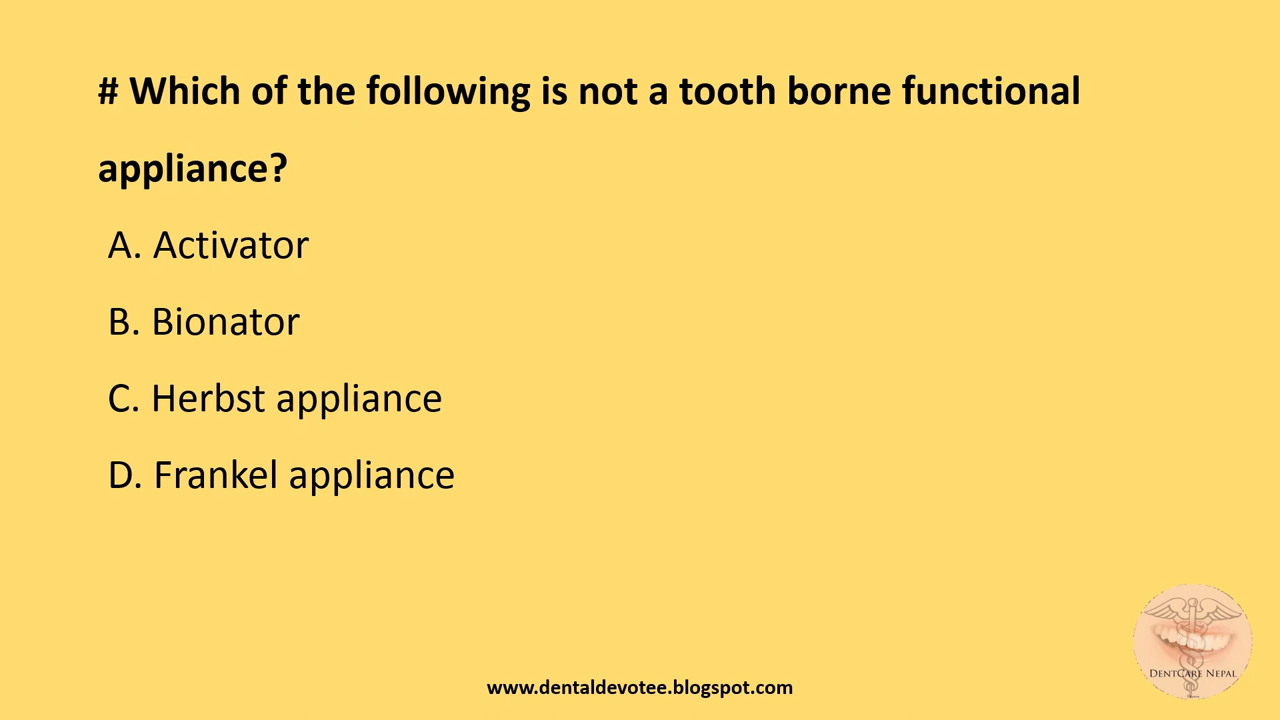 # Which of the following is not a tooth borne functional
appliance?
A. Activator
B. Bionator
C. Herbst appliance
D. Frankel appliance
DENTCARE NEPAL
www.dentaldevotee.blogspot.com